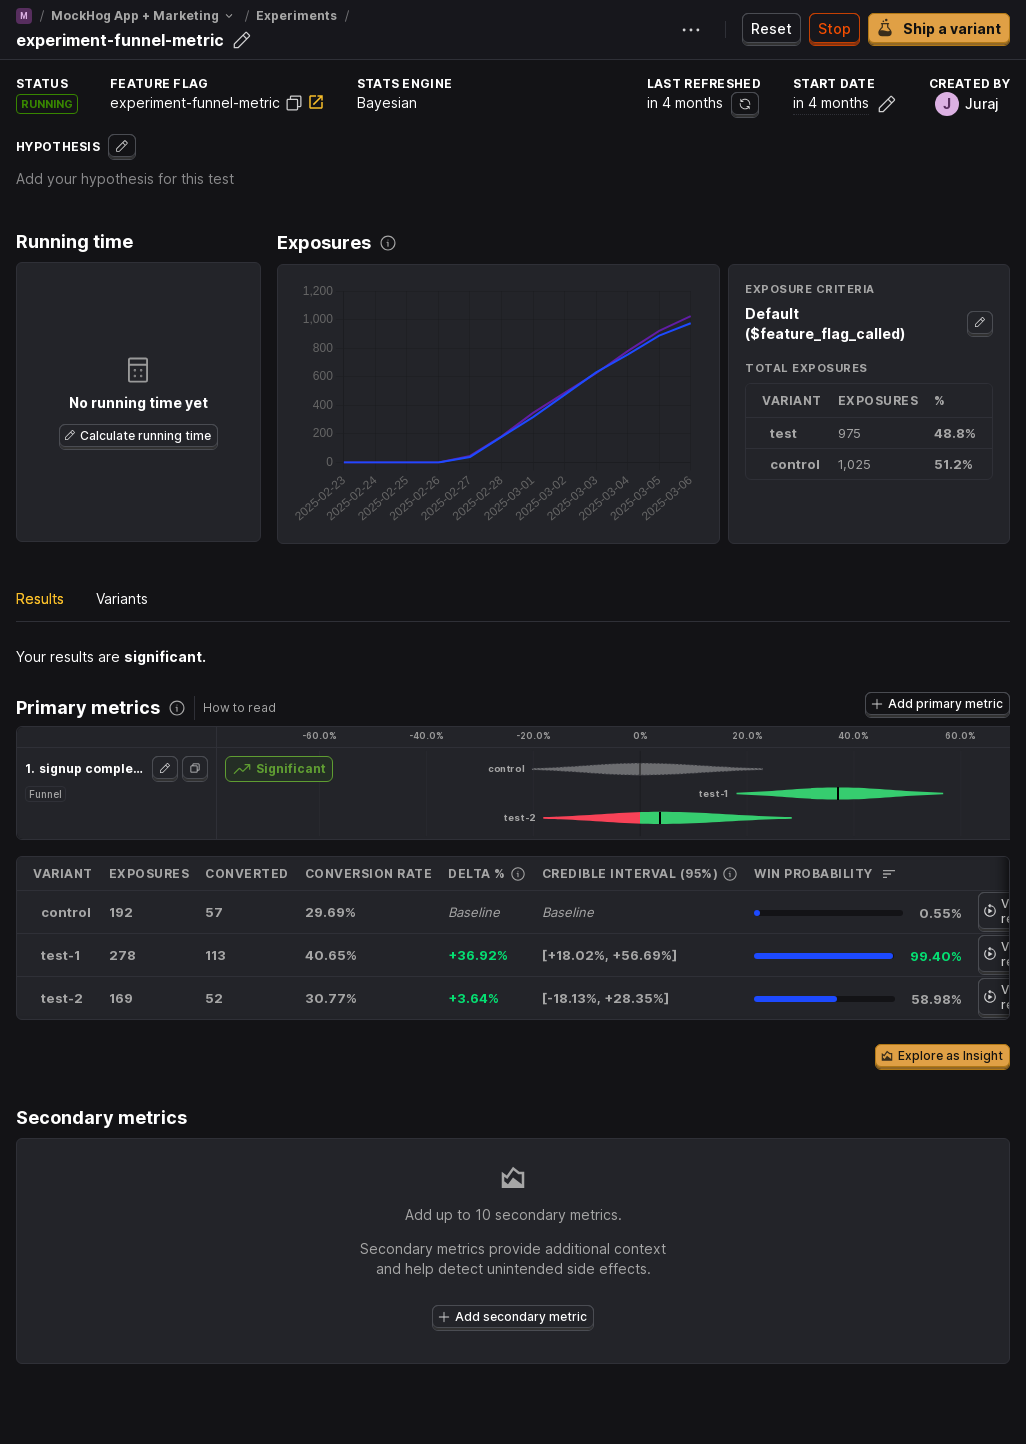 M / MockHog App + Marketing / Experiments /
experiment-funnel-metric
Reset Stop Ship a variant
STATUS FEATURE FLAG STATS ENGINE LAST REFRESHED START DATE CREATED BY
RUNNING experiment-funnel-metric Bayesian in 4 months in 4 months J Juraj
HYPOTHESIS
Add your hypothesis for this test
Running time
No running time yet
Calculate running time
Exposures
1,200
1,000
800
600
400
200
0
2025-02-23 2025-02-24 2025-02-25 2025-02-26 2025-02-27 2025-02-28 2025-03-01 2025-03-02 2025-03-03 2025-03-04 2025-03-05 2025-03-06
EXPOSURE CRITERIA
Default
($feature_flag_called)
TOTAL EXPOSURES
VARIANT EXPOSURES %
test 975 48.8%
control 1,025 51.2%
Results Variants
Your results are significant.
Primary metrics How to read Add primary metric
-60.0% -40.0% -20.0% 0% 20.0% 40.0% 60.0%
1. signup comple... Significant
Funnel
control
test-1
test-2
VARIANT EXPOSURES CONVERTED CONVERSION RATE DELTA % CREDIBLE INTERVAL (95%) WIN PROBABILITY
control 192 57 29.69% Baseline Baseline 0.55%
test-1 278 113 40.65% +36.92% [+18.02%, +56.69%] 99.40%
test-2 169 52 30.77% +3.64% [-18.13%, +28.35%] 58.98%
Explore as Insight
Secondary metrics
Add up to 10 secondary metrics.
Secondary metrics provide additional context
and help detect unintended side effects.
Add secondary metric